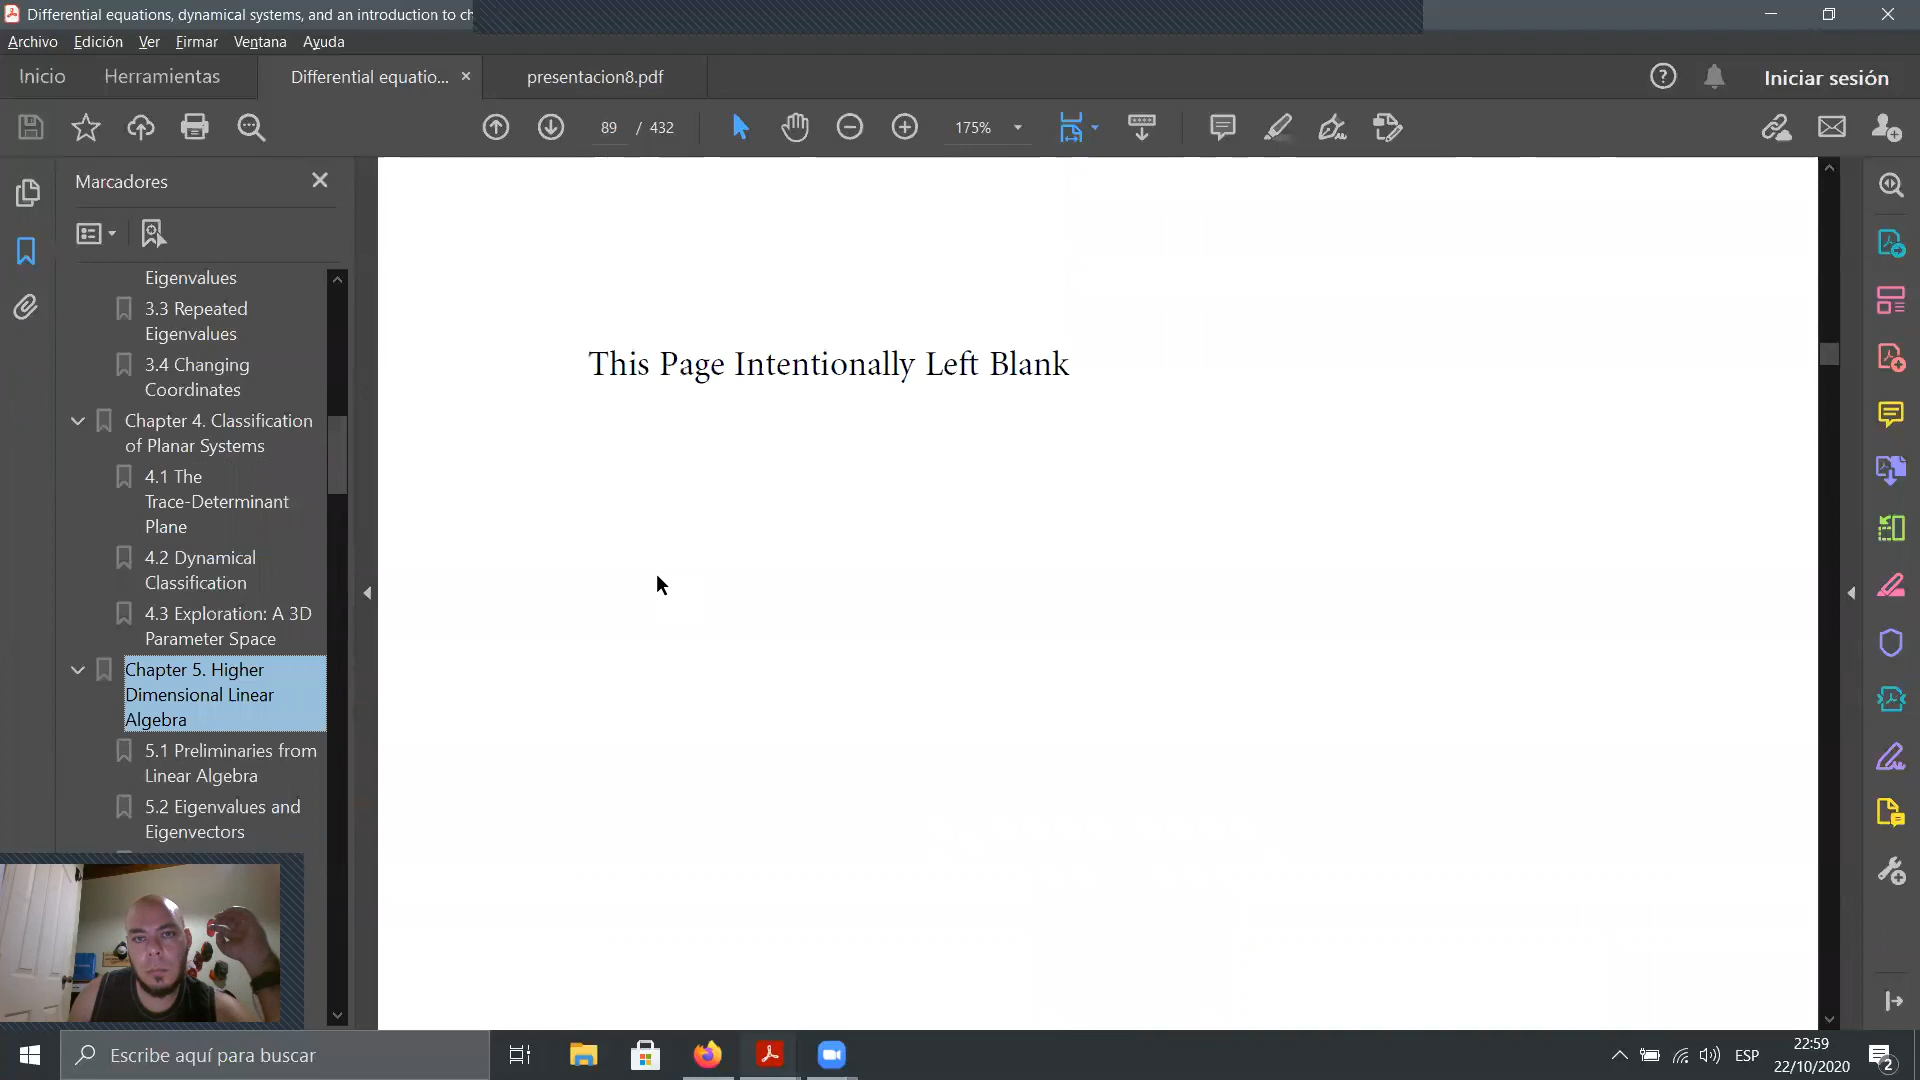 Differential equations, dynamical systems, and an introduction to ch
Archivo Edición Ver Firmar Ventana Ayuda
Inicio Herramientas Differential equatio... presentacion8.pdf Iniciar sesión
89 / 432 175%
Marcadores
Eigenvalues
3.3 Repeated
Eigenvalues
3.4 Changing
Coordinates
Chapter 4. Classification
of Planar Systems
4.1 The
Trace-Determinant
Plane
4.2 Dynamical
Classification
4.3 Exploration: A 3D
Parameter Space
Chapter 5. Higher
Dimensional Linear
Algebra
5.1 Preliminaries from
Linear Algebra
5.2 Eigenvalues and
Eigenvectors
This Page Intentionally Left Blank
Escribe aquí para buscar
ESP
22:59
22/10/2020
2